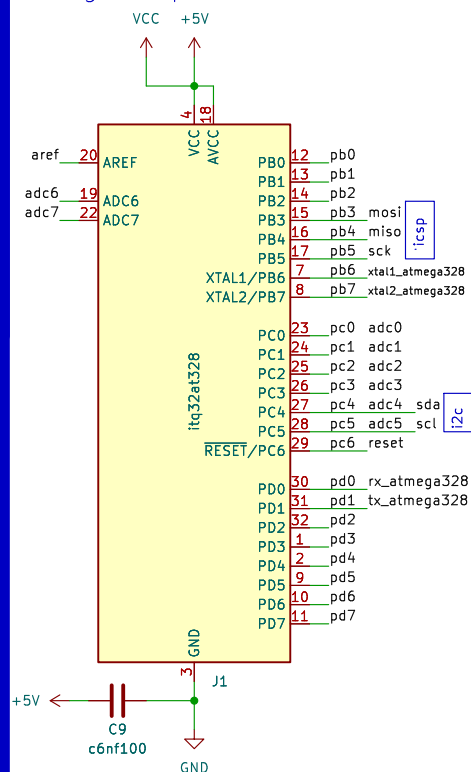 VCC +5V
4 18
VCC AVCC
aref 20 AREF
adc6 19 ADC6
adc7 22 ADC7
PB0 12 pb0
PB1 13 pb1
PB2 14 pb2
PB3 15 pb3 mosi
PB4 16 pb4 miso
PB5 17 pb5 sck
icsp
XTAL1/PB6 7 pb6 xtal1_atmega328
XTAL2/PB7 8 pb7 xtal2_atmega328
PC0 23 pc0 adc0
PC1 24 pc1 adc1
PC2 25 pc2 adc2
PC3 26 pc3 adc3
PC4 27 pc4 adc4 sda
PC5 28 pc5 adc5 scl
i2c
RESET/PC6 29 pc6 reset
itq32at328
PD0 30 pd0 rx_atmega328
PD1 31 pd1 tx_atmega328
PD2 32 pd2
PD3 1 pd3
PD4 2 pd4
PD5 9 pd5
PD6 10 pd6
PD7 11 pd7
GND
3
J1
+5V
C9
c6nf100
GND